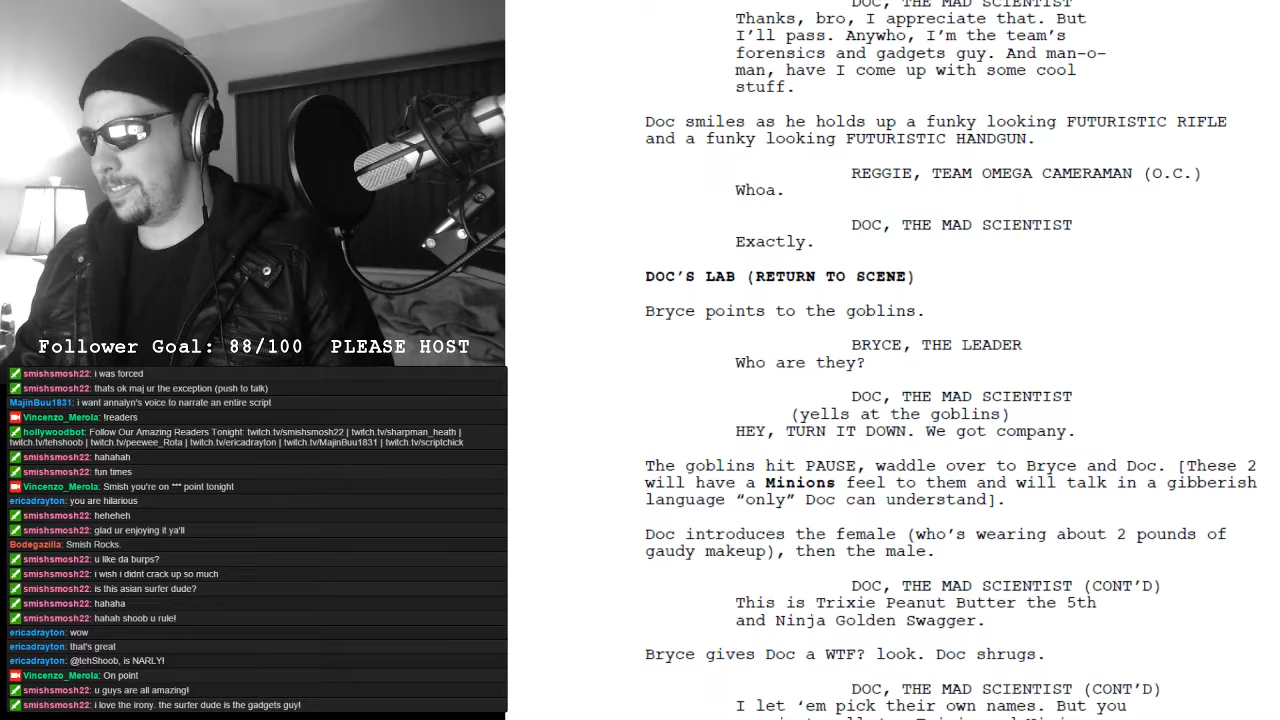 Follower Goal: 88/100 PLEASE HOST
smishsmosh22: i was forced
smishsmosh22: thats ok maj ur the exception (push to talk)
MajinBuu1831: i want annalyn's voice to narrate an entire script
Vincenzo_Merola: !readers
hollywoodbot: Follow Our Amazing Readers Tonight: twitch.tv/smishsmosh22 | twitch.tv/sharpman_heath |
twitch.tv/tehshoob | twitch.tv/peewee_Rota | twitch.tv/ericadrayton | twitch.tv/MajinBuu1831 | twitch.tv/scriptchick
smishsmosh22: hahahah
smishsmosh22: fun times
Vincenzo_Merola: Smish you're on *** point tonight
ericadrayton: you are hilarious
smishsmosh22: heheheh
smishsmosh22: glad ur enjoying it ya'll
Bodegazilla: Smish Rocks.
smishsmosh22: u like da burps?
smishsmosh22: i wish i didnt crack up so much
smishsmosh22: is this asian surfer dude?
smishsmosh22: hahaha
smishsmosh22: hahah shoob u rule!
ericadrayton: wow
ericadrayton: that's great
ericadrayton: @tehShoob, is NARLY!
Vincenzo_Merola: On point
smishsmosh22: u guys are all amazing!
smishsmosh22: i love the irony. the surfer dude is the gadgets guy!
DOC, THE MAD SCIENTIST
Thanks, bro, I appreciate that. But
I'll pass. Anywho, I'm the team's
forensics and gadgets guy. And man-o-
man, have I come up with some cool
stuff.
Doc smiles as he holds up a funky looking FUTURISTIC RIFLE
and a funky looking FUTURISTIC HANDGUN.
REGGIE, TEAM OMEGA CAMERAMAN (O.C.)
Whoa.
DOC, THE MAD SCIENTIST
Exactly.
DOC'S LAB (RETURN TO SCENE)
Bryce points to the goblins.
BRYCE, THE LEADER
Who are they?
DOC, THE MAD SCIENTIST
(yells at the goblins)
HEY, TURN IT DOWN. We got company.
The goblins hit PAUSE, waddle over to Bryce and Doc. [These 2
will have a Minions feel to them and will talk in a gibberish
language “only” Doc can understand].
Doc introduces the female (who's wearing about 2 pounds of
gaudy makeup), then the male.
DOC, THE MAD SCIENTIST (CONT'D)
This is Trixie Peanut Butter the 5th
and Ninja Golden Swagger.
Bryce gives Doc a WTF? look. Doc shrugs.
DOC, THE MAD SCIENTIST (CONT'D)
I let ‘em pick their own names. But you